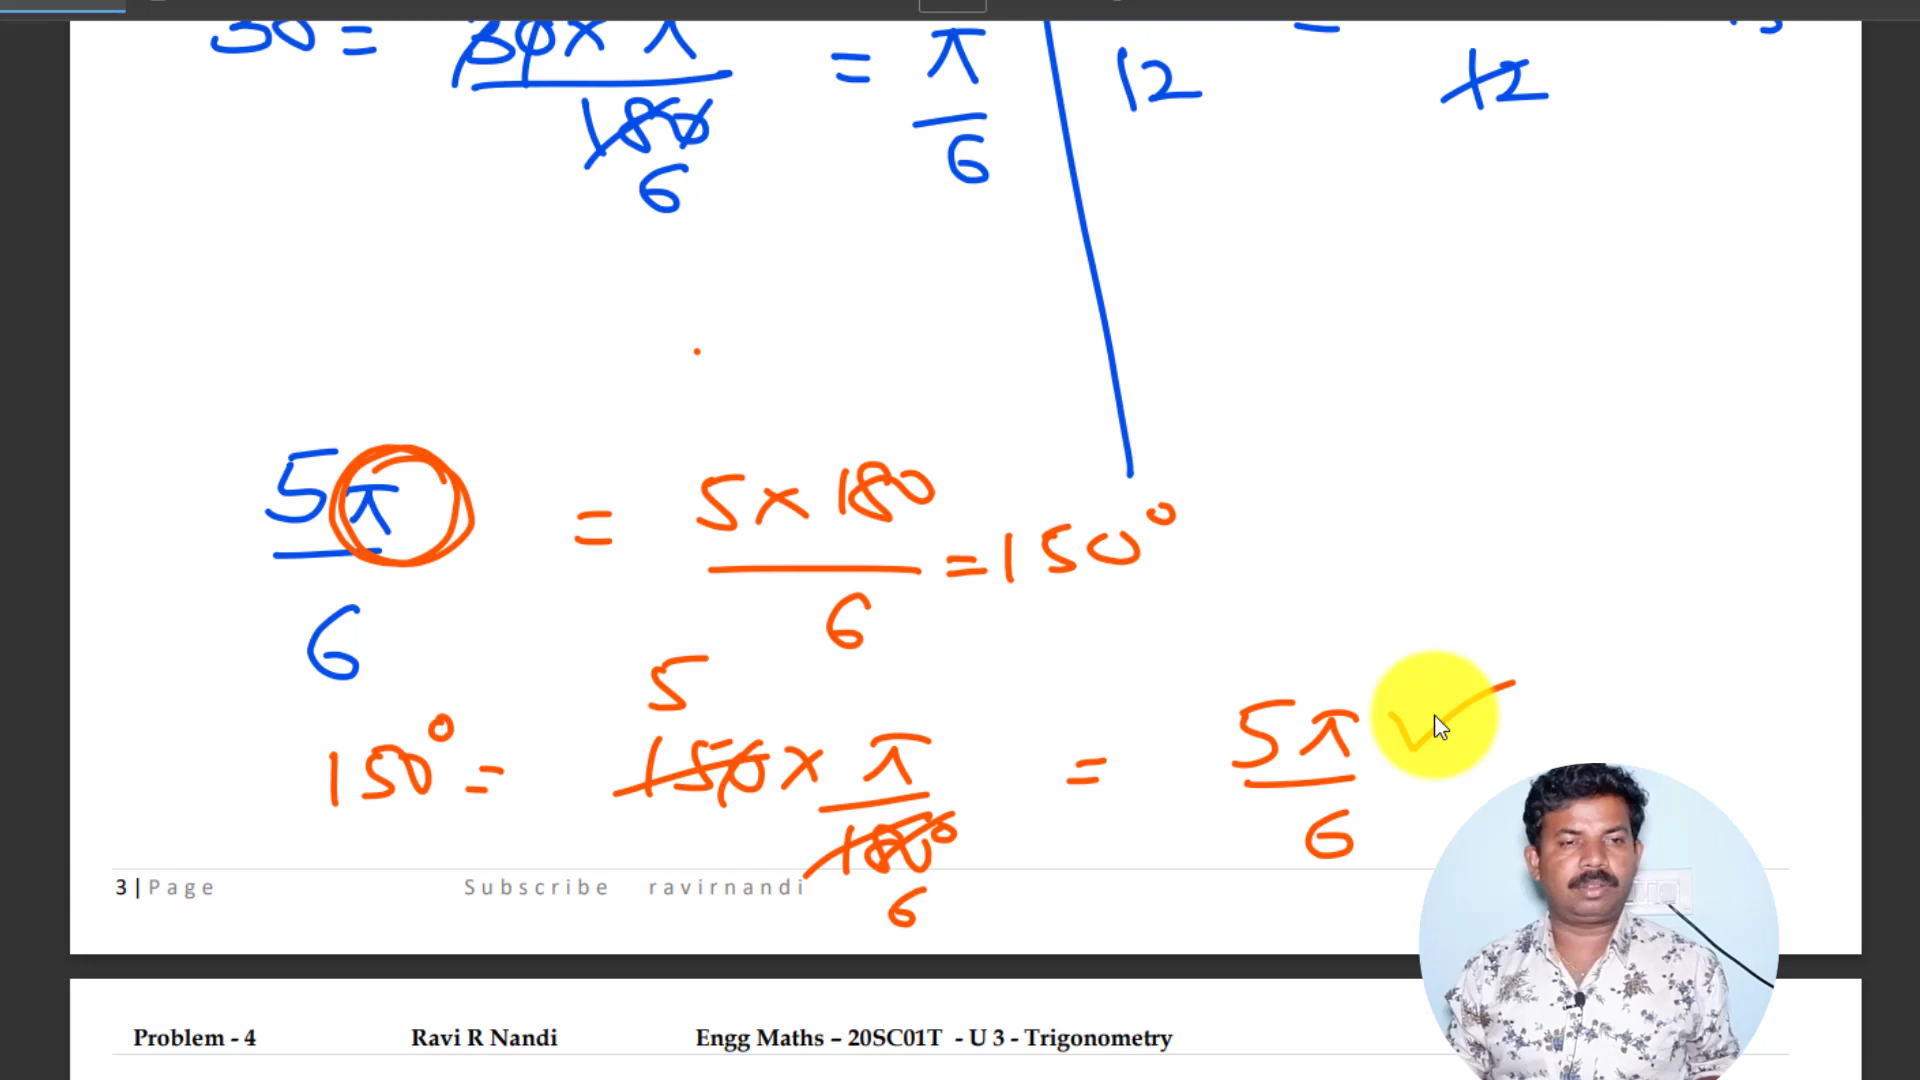 30 = 30 × π / 180 6 = π / 6
12 12
5π / 6 = 5 × 180 / 6 = 150°
5
150° = 150 × π / 180° 6 = 5π / 6 ✓
3 | Page Subscribe ravirnandi
Problem - 4 Ravi R Nandi Engg Maths – 20SC01T - U 3 - Trigonometry